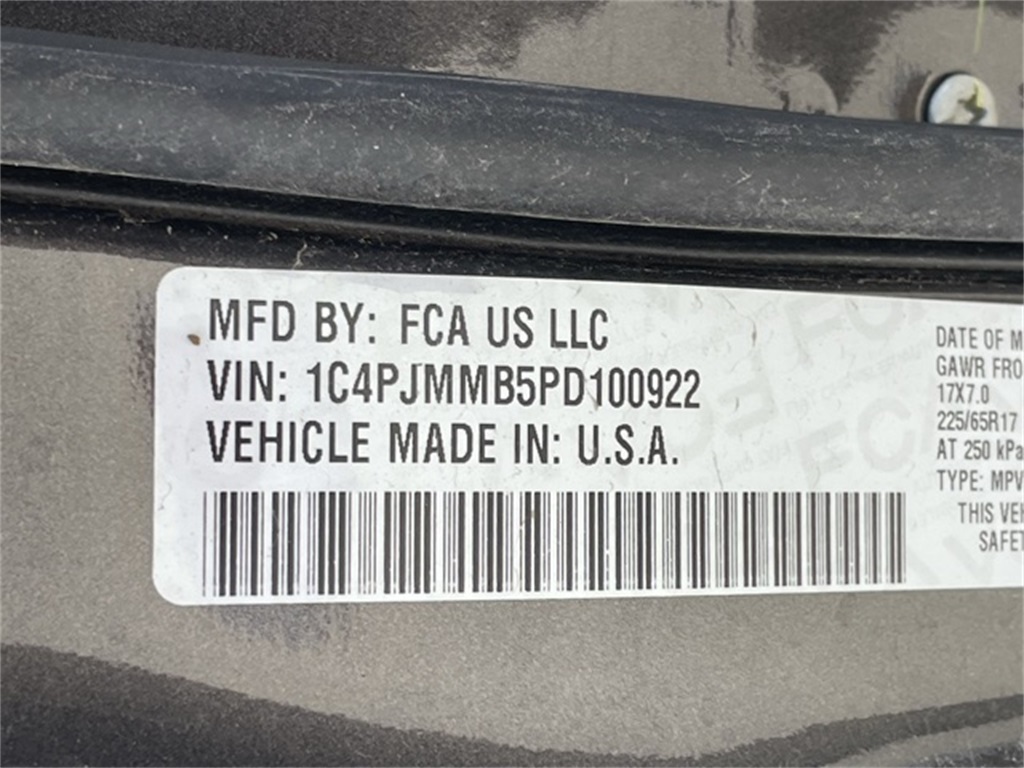 MFD BY: FCA US LLC
VIN: 1C4PJMMB5PD100922
VEHICLE MADE IN: U.S.A.
DATE OF M
GAWR FRO
17X7.0
225/65R17
AT 250 kPa
TYPE: MPV
THIS VEH
SAFET